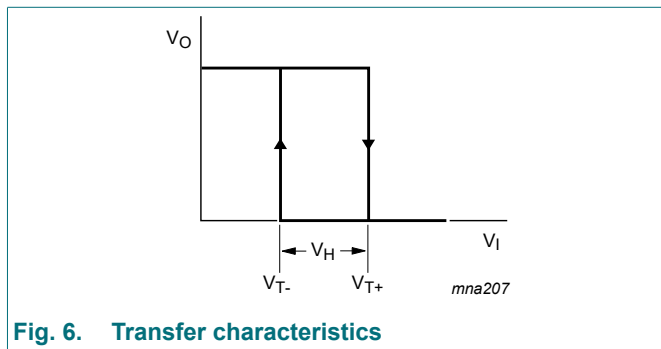 VO
VH
VI
VT-
VT+
mna207
Fig. 6. Transfer characteristics